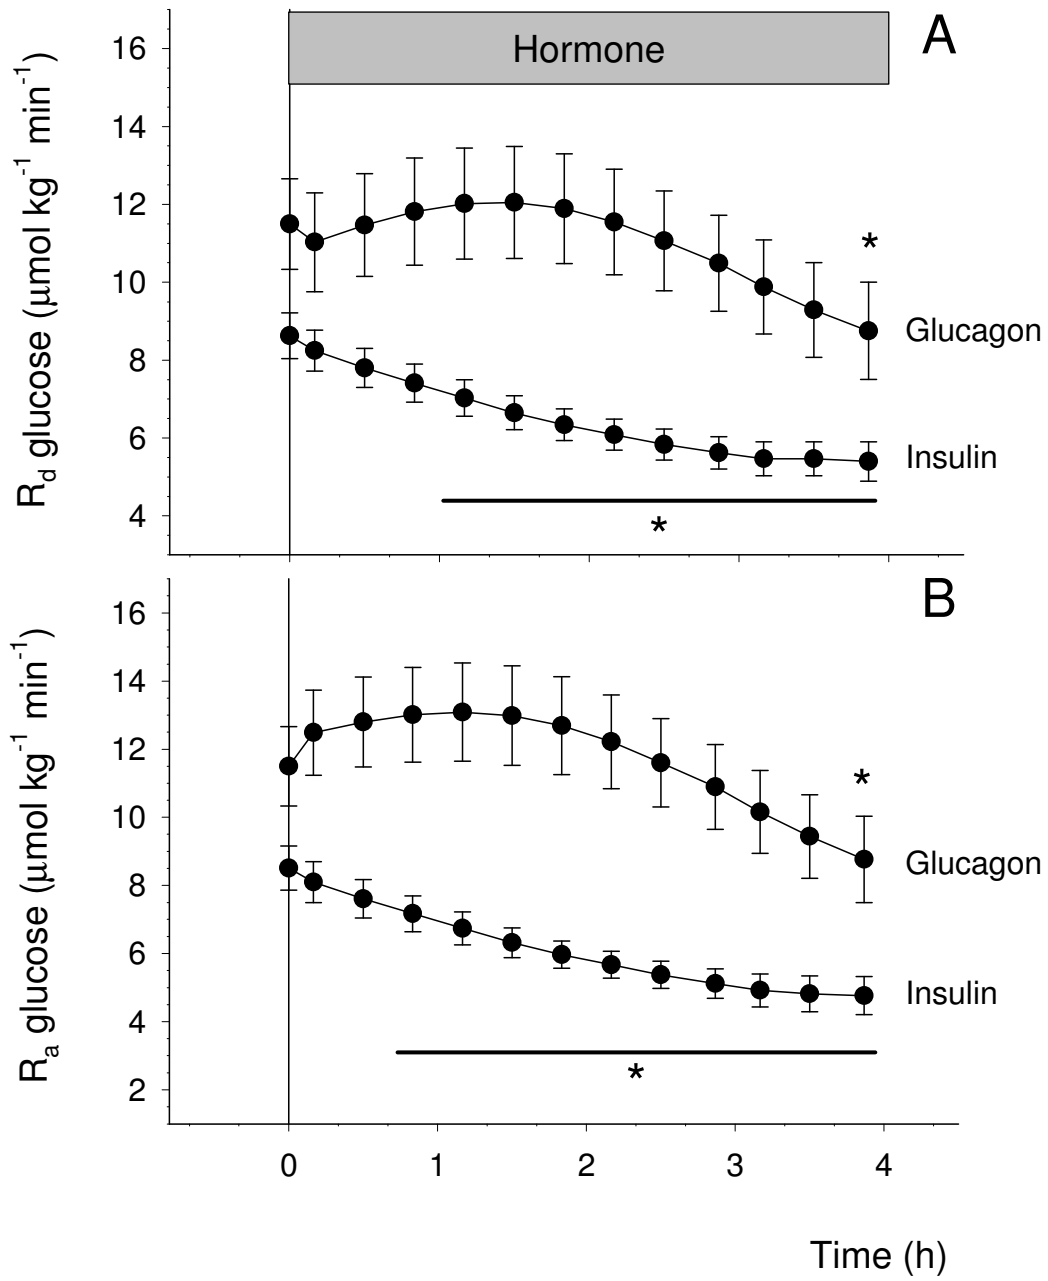 Hormone
A
16
14
12
10
8
6
4
R_d glucose (μmol kg⁻¹ min⁻¹)
*
Glucagon
Insulin
*
B
16
14
12
10
8
6
4
2
R_a glucose (μmol kg⁻¹ min⁻¹)
*
Glucagon
Insulin
*
0 1 2 3 4
Time (h)